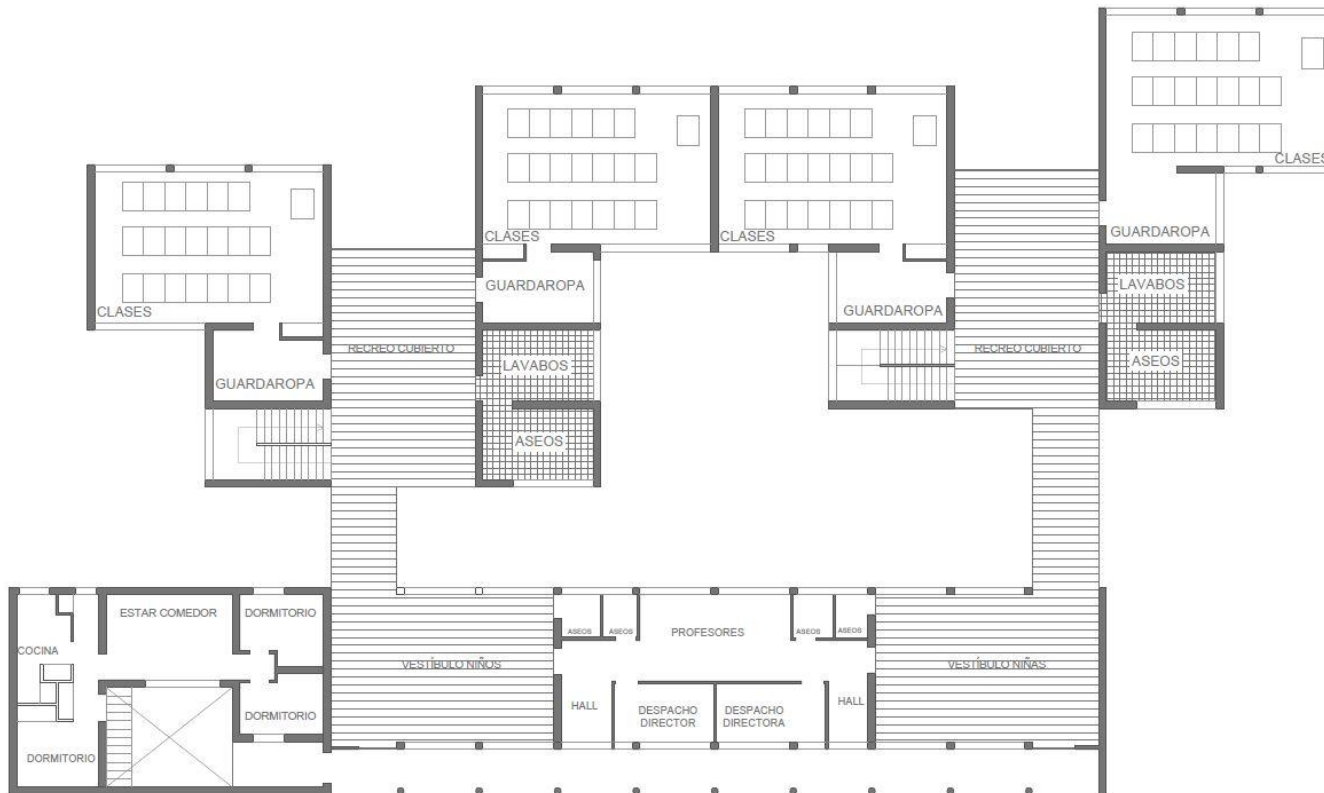 CLASES
CLASES
CLASES
CLASES
GUARDAROPA
GUARDAROPA
GUARDAROPA
GUARDAROPA
LAVABOS
LAVABOS
RECREO CUBIERTO
RECREO CUBIERTO
ASEOS
ASEOS
ESTAR COMEDOR
DORMITORIO
COCINA
DORMITORIO
DORMITORIO
VESTÍBULO NIÑOS
ASEOS
ASEOS
PROFESORES
ASEOS
ASEOS
VESTÍBULO NIÑAS
HALL
DESPACHO
DIRECTOR
DESPACHO
DIRECTORA
HALL